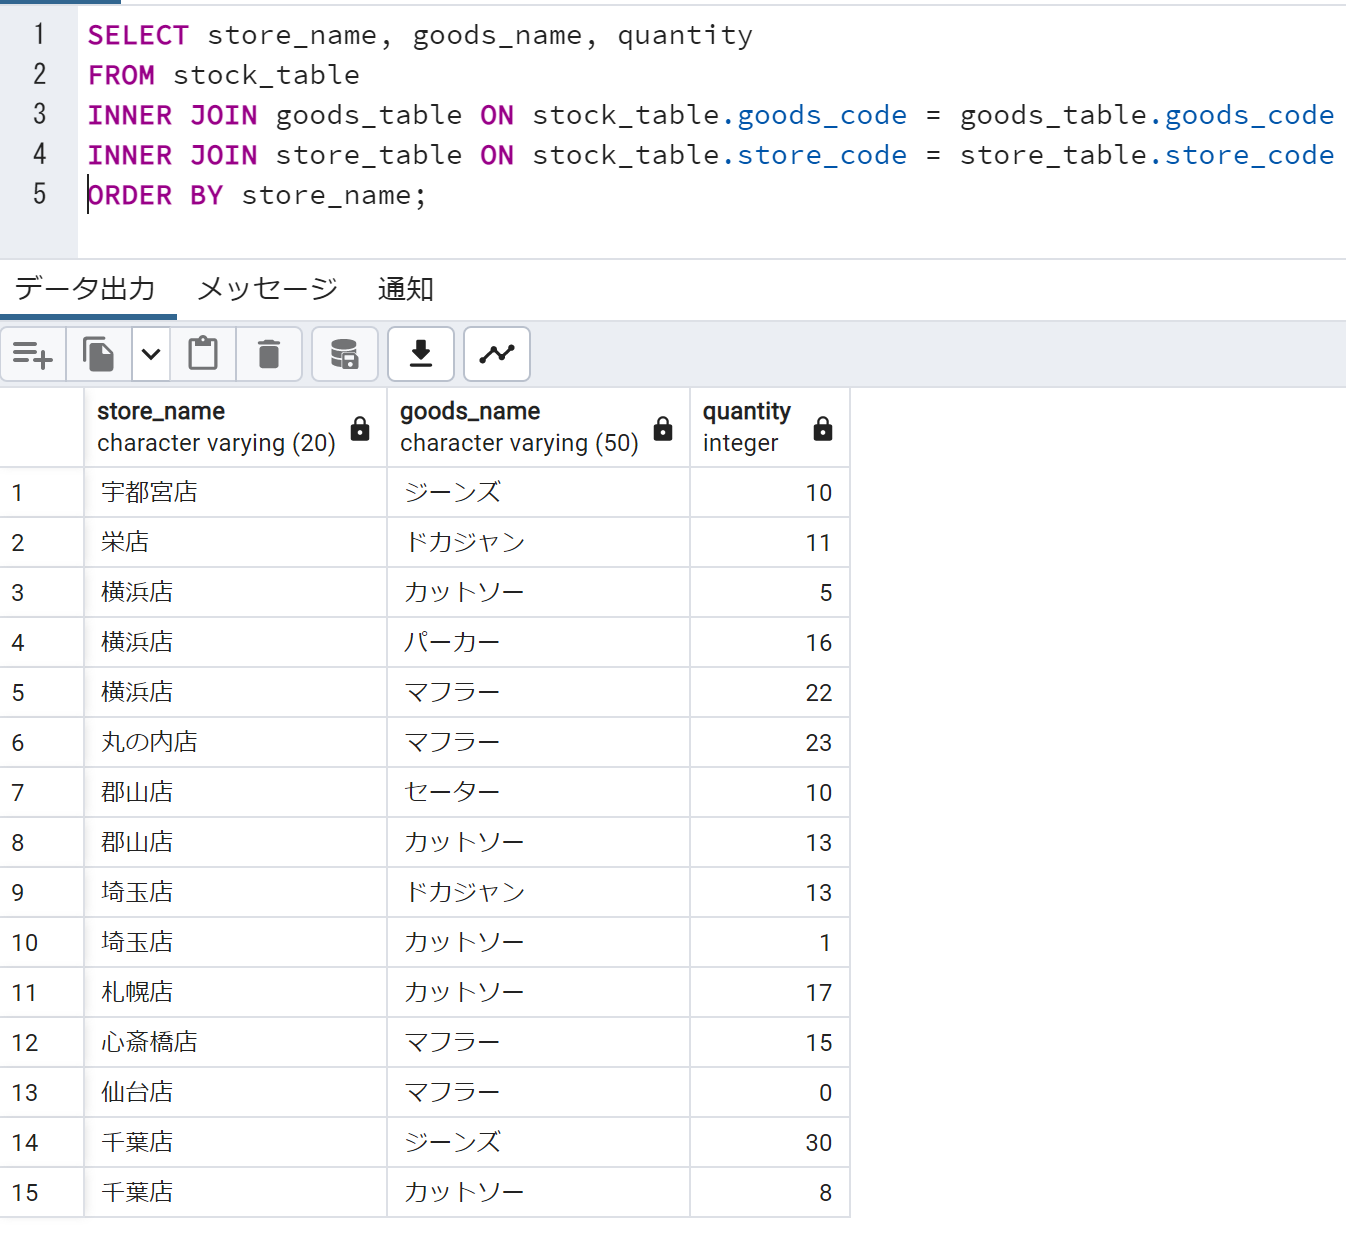 1 SELECT store_name, goods_name, quantity
2 FROM stock_table
3 INNER JOIN goods_table ON stock_table.goods_code = goods_table.goods_code
4 INNER JOIN store_table ON stock_table.store_code = store_table.store_code
5 ORDER BY store_name;
データ出力 メッセージ 通知
store_name goods_name quantity
character varying (20) character varying (50) integer
1 宇都宮店 ジーンズ 10
2 栄店 ドカジャン 11
3 横浜店 カットソー 5
4 横浜店 パーカー 16
5 横浜店 マフラー 22
6 丸の内店 マフラー 23
7 郡山店 セーター 10
8 郡山店 カットソー 13
9 埼玉店 ドカジャン 13
10 埼玉店 カットソー 1
11 札幌店 カットソー 17
12 心斎橋店 マフラー 15
13 仙台店 マフラー 0
14 千葉店 ジーンズ 30
15 千葉店 カットソー 8